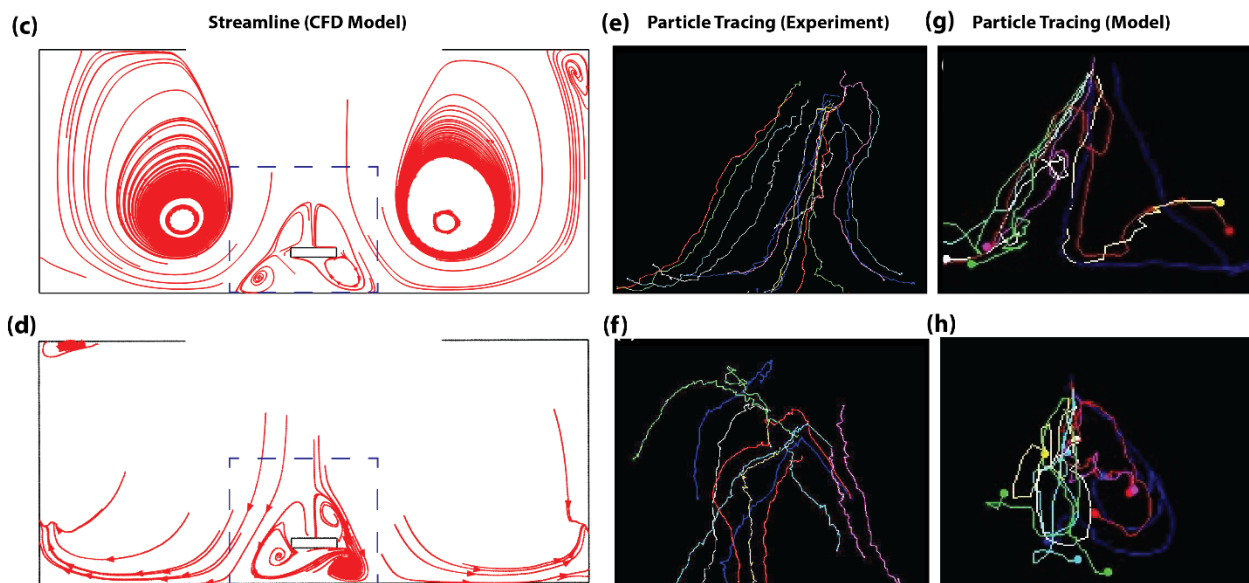 (c) Streamline (CFD Model)
(e) Particle Tracing (Experiment)
(g) Particle Tracing (Model)
(d)
(f)
(h)